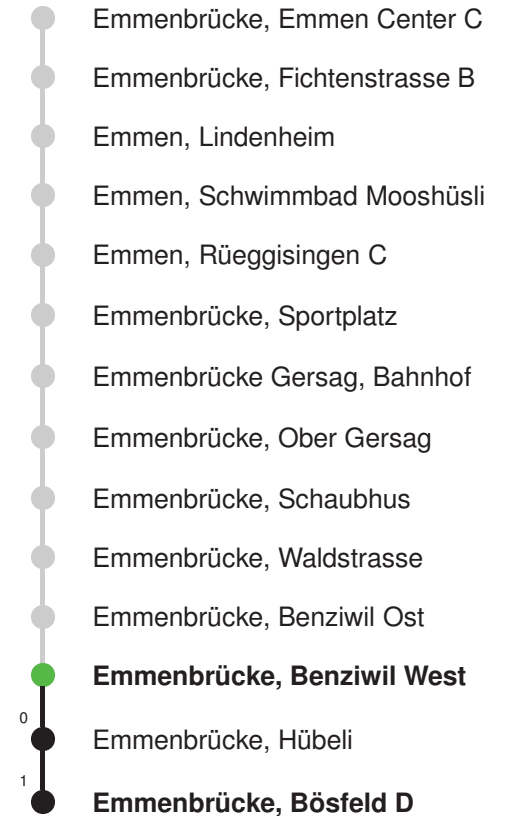 Emmenbrücke, Emmen Center C
Emmenbrücke, Fichtenstrasse B
Emmen, Lindenheim
Emmen, Schwimmbad Mooshüsli
Emmen, Rüeggisingen C
Emmenbrücke, Sportplatz
Emmenbrücke Gersag, Bahnhof
Emmenbrücke, Ober Gersag
Emmenbrücke, Schaubhus
Emmenbrücke, Waldstrasse
Emmenbrücke, Benziwil Ost
Emmenbrücke, Benziwil West
0
Emmenbrücke, Hübeli
1
Emmenbrücke, Bösfeld D